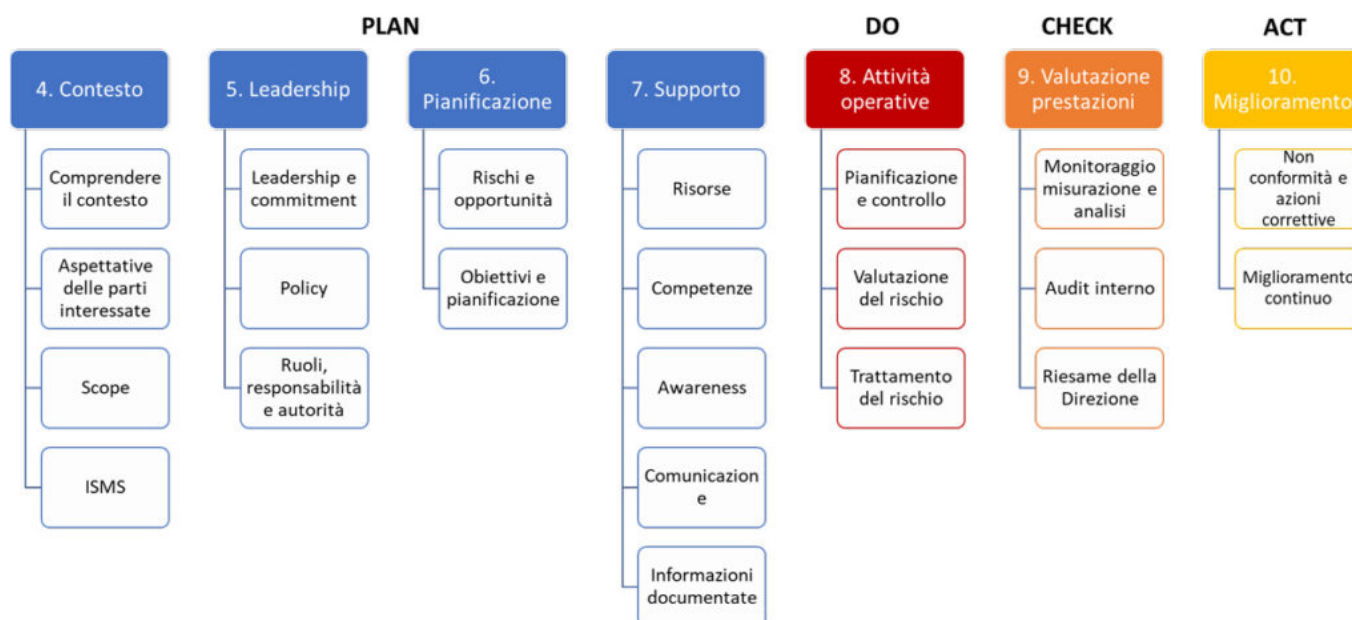 PLAN
DO
CHECK
ACT
4. Contesto
Comprendere
il contesto
Aspettative
delle parti
interessate
Scope
ISMS
5. Leadership
Leadership e
commitment
Policy
Ruoli,
responsabilità
e autorità
6.
Pianificazione
Rischi e
opportunità
Obiettivi e
pianificazione
7. Supporto
Risorse
Competenze
Awareness
Comunicazion
e
Informazioni
documentate
8. Attività
operative
Pianificazione
e controllo
Valutazione
del rischio
Trattamento
del rischio
9. Valutazione
prestazioni
Monitoraggio
misurazione e
analisi
Audit interno
Riesame della
Direzione
10.
Miglioramento
Non
conformità e
azioni
correttive
Miglioramento
continuo